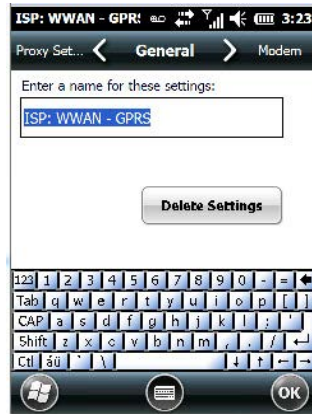 ISP: WWAN - GPR: 3:23
Proxy Set... General Modem
Enter a name for these settings:
ISP: WWAN - GPRS
Delete Settings
123 1 2 3 4 5 6 7 8 9 0 - =
Tab q w e r t y u i o p [ ]
CAP a s d f g h j k l ; '
Shift z x c v b n m , . /
Ctl áü ` \
OK